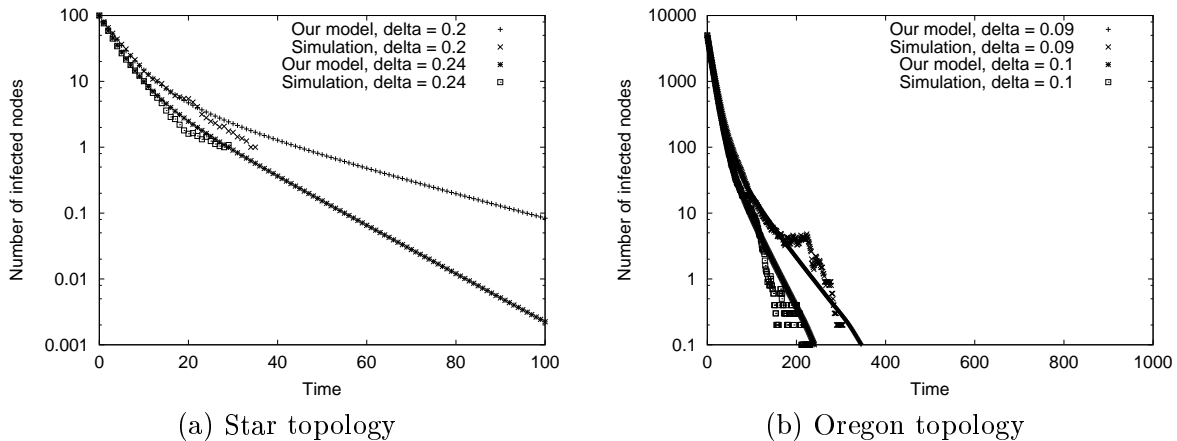 100
10
1
0.1
0.01
0.001
0
20
40
60
80
100
Number of infected nodes
Time
Our model, delta = 0.2
Simulation, delta = 0.2
Our model, delta = 0.24
Simulation, delta = 0.24
(a) Star topology
10000
1000
100
10
1
0.1
0
200
400
600
800
1000
Number of infected nodes
Time
Our model, delta = 0.09
Simulation, delta = 0.09
Our model, delta = 0.1
Simulation, delta = 0.1
(b) Oregon topology